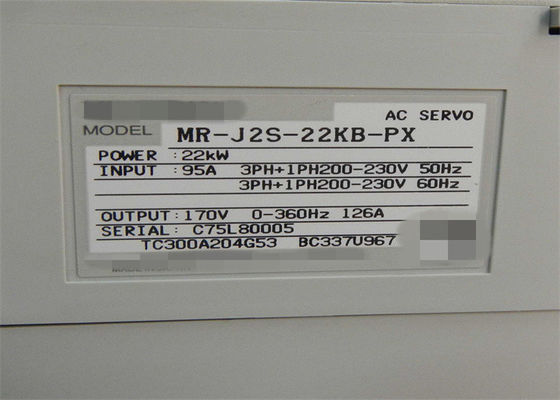 AC SERVO
MODEL MR-J2S-22KB-PX
POWER :22kW
INPUT :95A 3PH+1PH200-230V 50Hz
3PH+1PH200-230V 60Hz
OUTPUT:170V 0-360Hz 126A
SERIAL: C75L80005
TC300A204G53 BC337U967